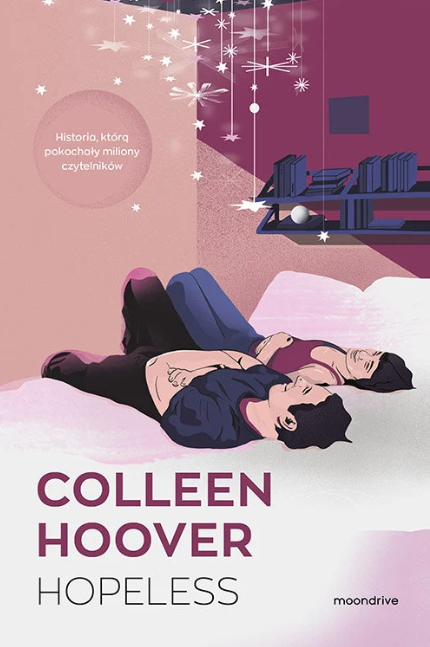 Historia, którą
pokochały miliony
czytelników
COLLEEN
HOOVER
HOPELESS
moondrive